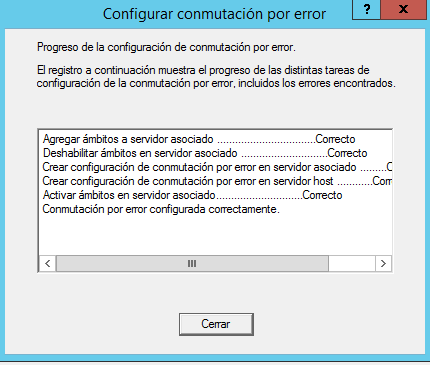 Configurar conmutación por error
? x
Progreso de la configuración de conmutación por error.
El registro a continuación muestra el progreso de las distintas tareas de
configuración de la conmutación por error, incluidos los errores encontrados.
Agregar ámbitos a servidor asociado ..............................Correcto
Deshabilitar ámbitos en servidor asociado ..........................Correcto
Crear configuración de conmutación por error en servidor asociado ........C
Crear configuración de conmutación por error en servidor host ...........Corr
Activar ámbitos en servidor asociado..........................Correcto
Conmutación por error configurada correctamente.
Cerrar